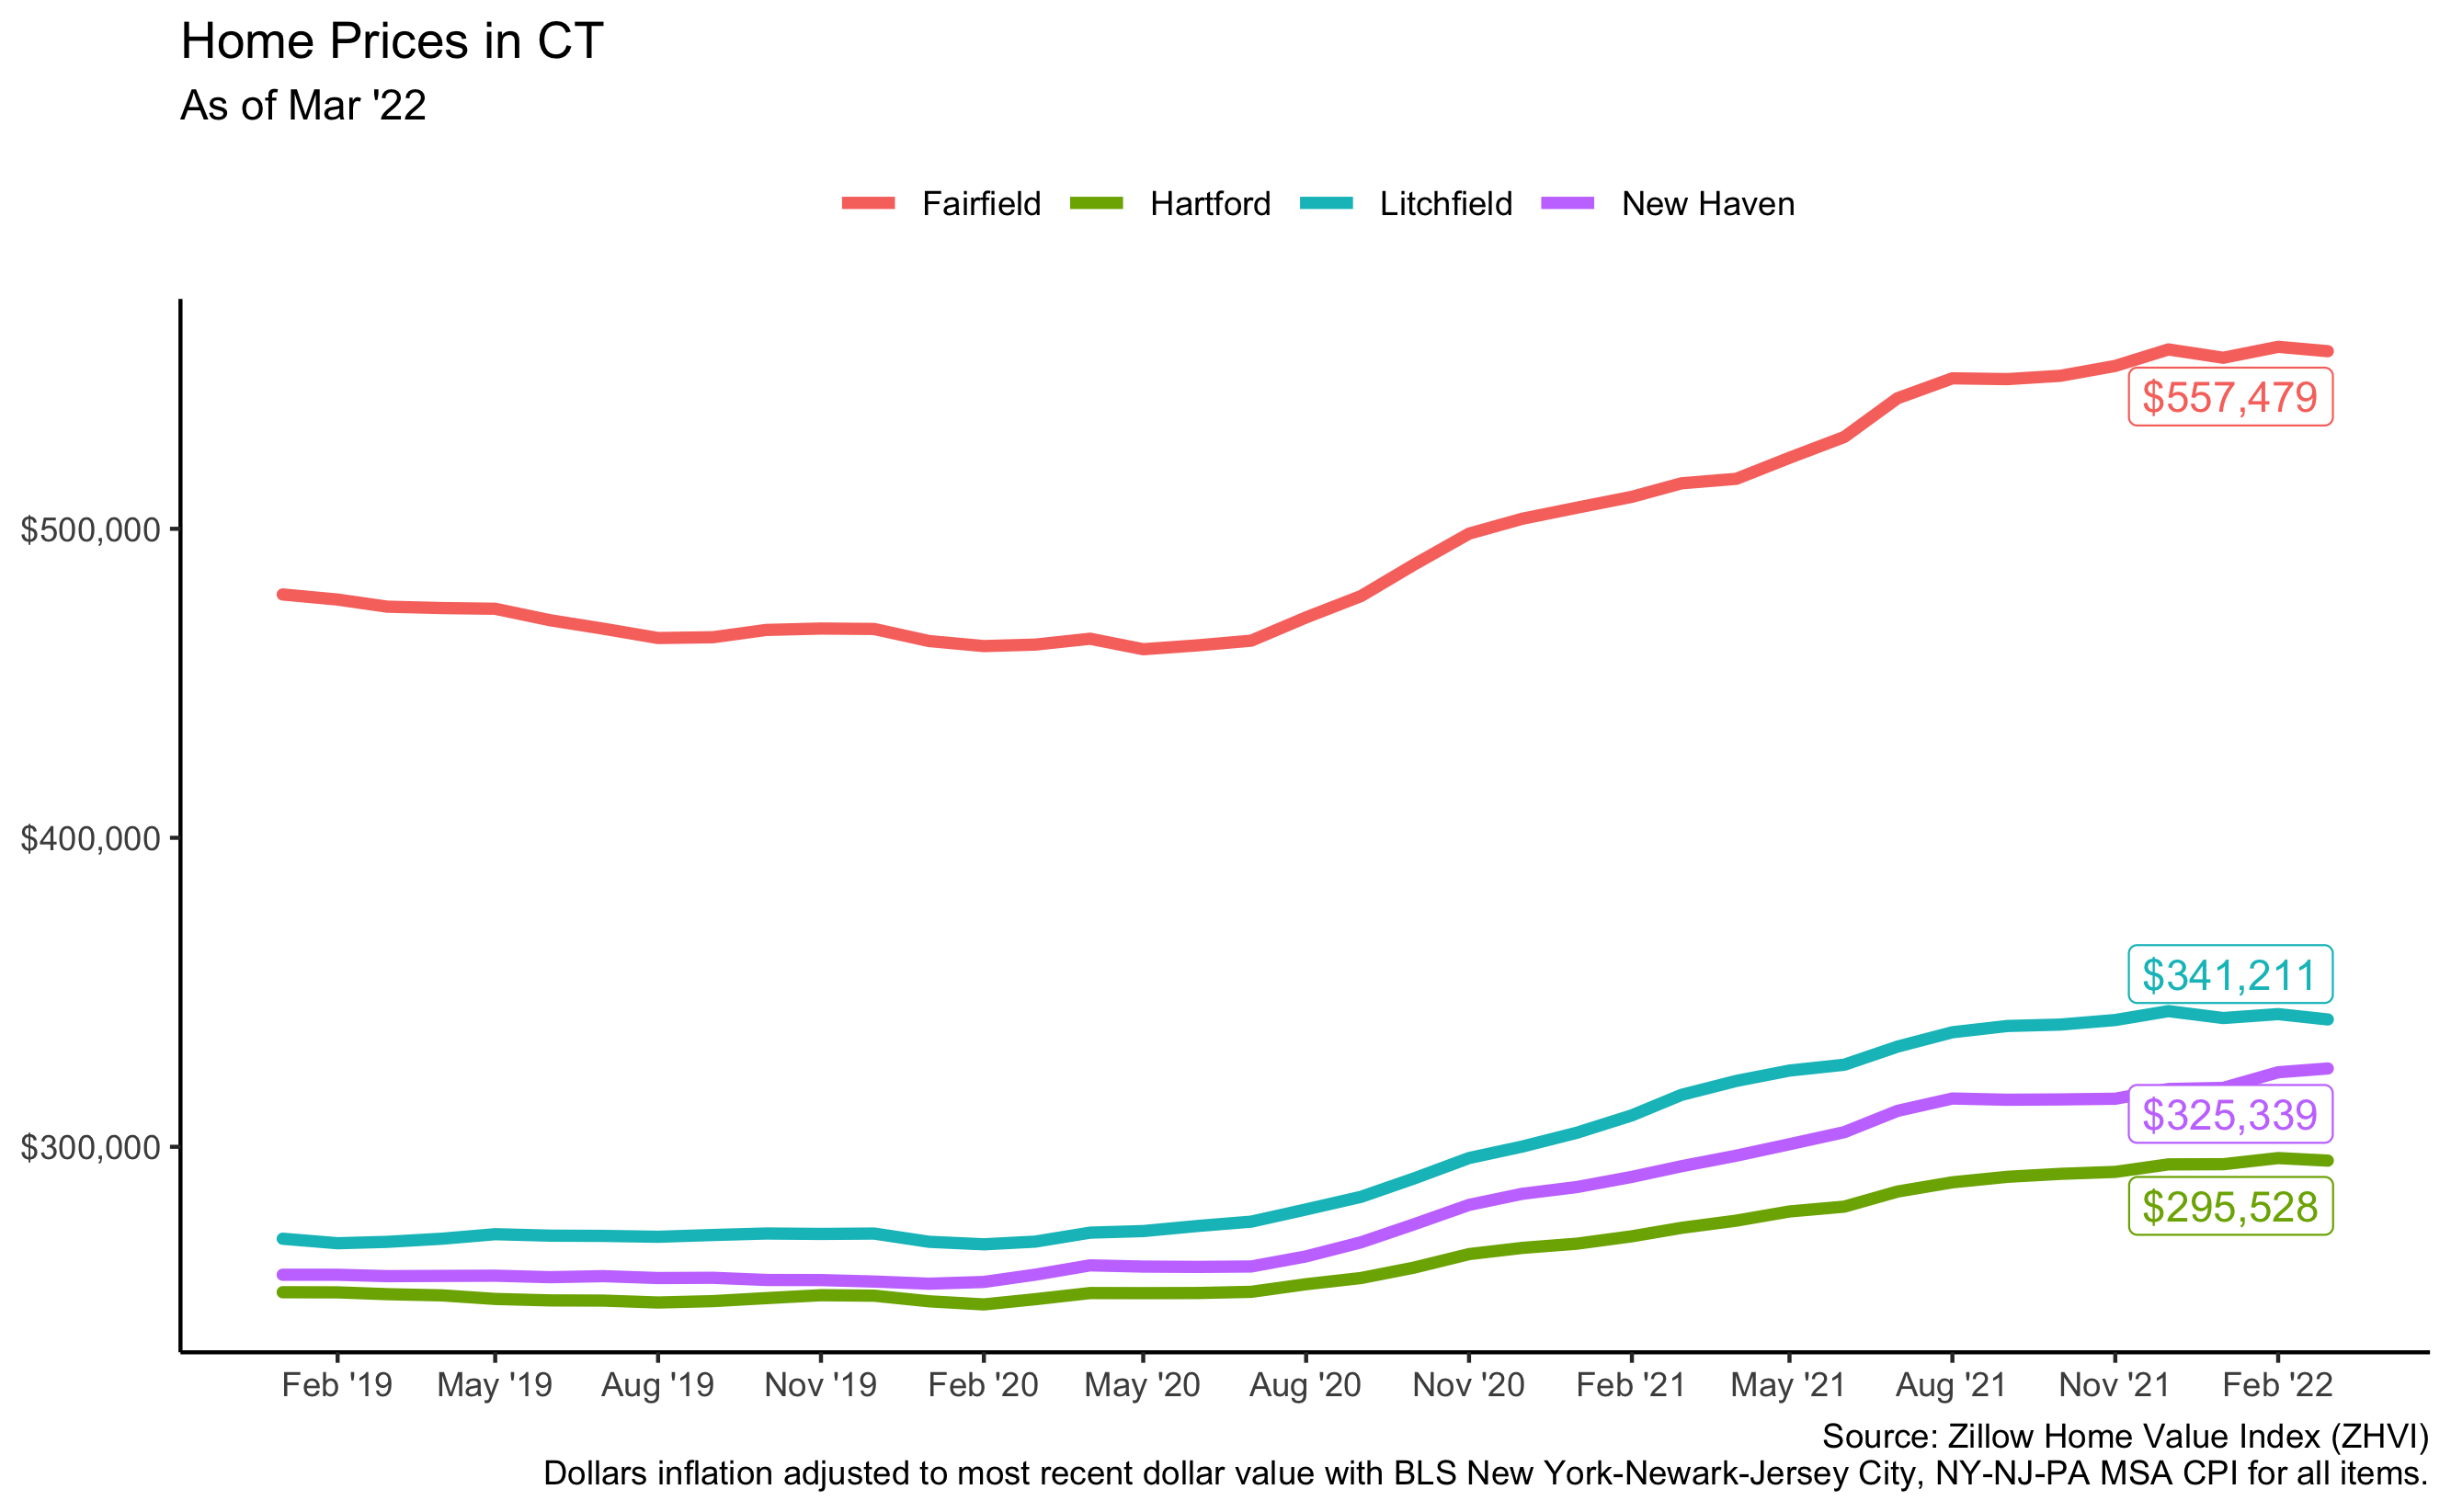 Home Prices in CT
As of Mar '22
Fairfield Hartford Litchfield New Haven
$557,479
$500,000
$400,000
$341,211
$325,339
$300,000
$295,528
Feb '19 May '19 Aug '19 Nov '19 Feb '20 May '20 Aug '20 Nov '20 Feb '21 May '21 Aug '21 Nov '21 Feb '22
Source: Zillow Home Value Index (ZHVI)
Dollars inflation adjusted to most recent dollar value with BLS New York-Newark-Jersey City, NY-NJ-PA MSA CPI for all items.